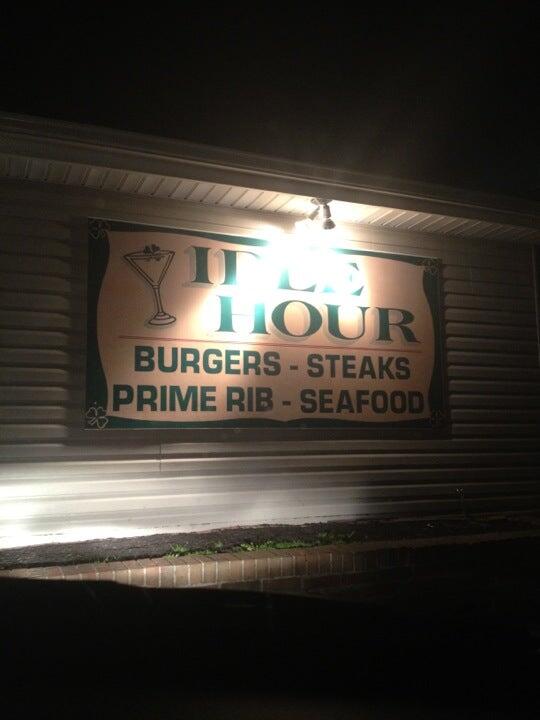 IDLE
HOUR
BURGERS - STEAKS
PRIME RIB - SEAFOOD